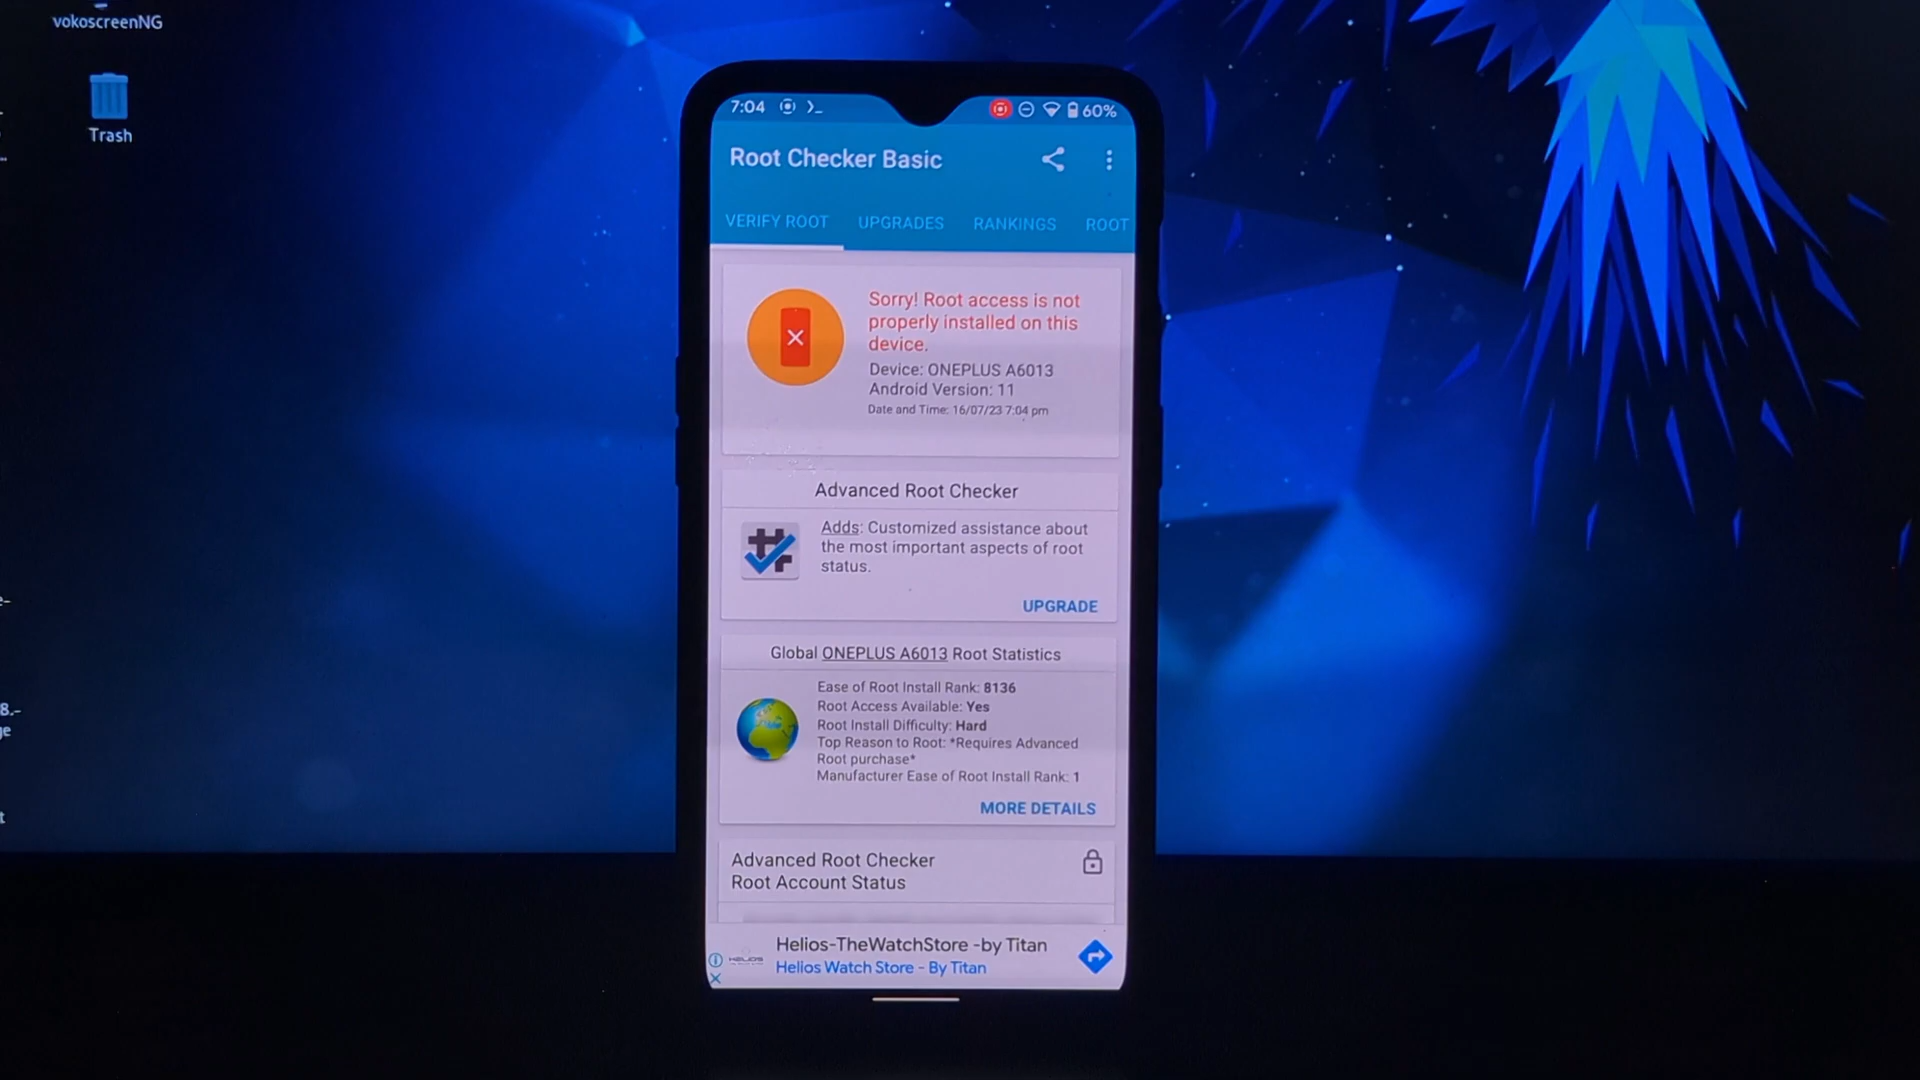 vokoscreenNG
Trash
7:04
60%
Root Checker Basic
VERIFY ROOT UPGRADES RANKINGS ROOT
Sorry! Root access is not
properly installed on this
device.
Device: ONEPLUS A6013
Android Version: 11
Date and Time: 16/07/23 7:04 pm
Advanced Root Checker
Adds: Customized assistance about
the most important aspects of root
status.
UPGRADE
Global ONEPLUS A6013 Root Statistics
Ease of Root Install Rank: 8136
Root Access Available: Yes
Root Install Difficulty: Hard
Top Reason to Root: *Requires Advanced
Root purchase*
Manufacturer Ease of Root Install Rank: 1
MORE DETAILS
Advanced Root Checker
Root Account Status
HELIOS
Helios-TheWatchStore -by Titan
Helios Watch Store - By Titan